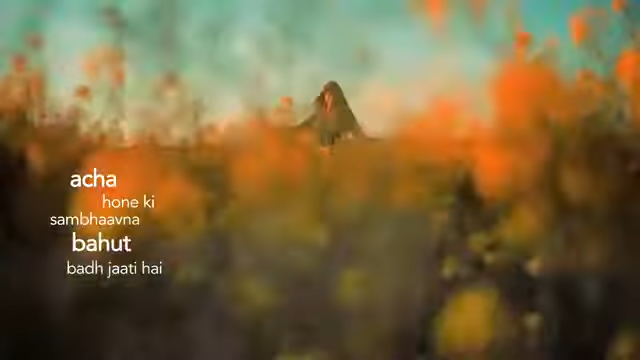 acha
hone ki
sambhaavna
bahut
badh jaati hai